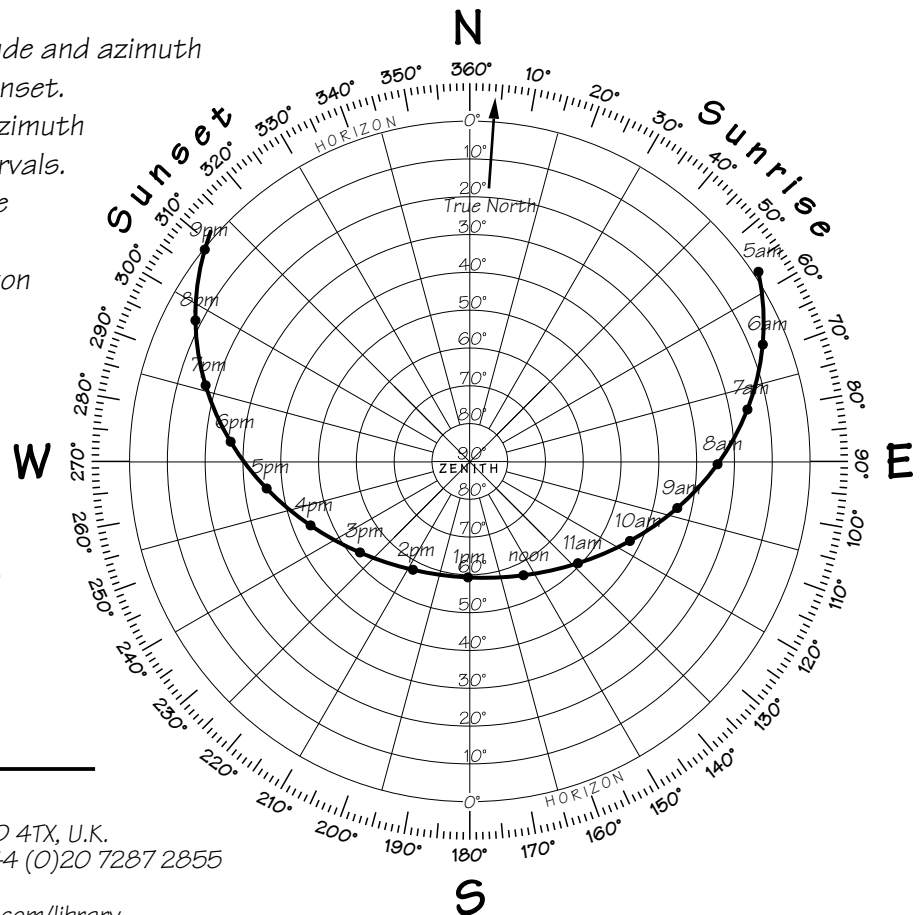 de and azimuth
nset.
zimuth
rvals.
e
on
4TX, U.K.
4 (0)20 7287 2855
com/library
N
E
S
W
Sunset
Sunrise
HORIZON
HORIZON
True North
ZENITH
360°
10°
20°
30°
40°
50°
60°
70°
80°
90°
100°
110°
120°
130°
140°
150°
160°
170°
180°
190°
200°
210°
220°
230°
240°
250°
260°
270°
280°
290°
300°
310°
320°
330°
340°
350°
0°
10°
20°
30°
40°
50°
60°
70°
80°
90°
80°
70°
60°
50°
40°
30°
20°
10°
0°
5am
6am
7am
8am
9am
10am
11am
noon
1pm
2pm
3pm
4pm
5pm
6pm
7pm
8pm
9pm